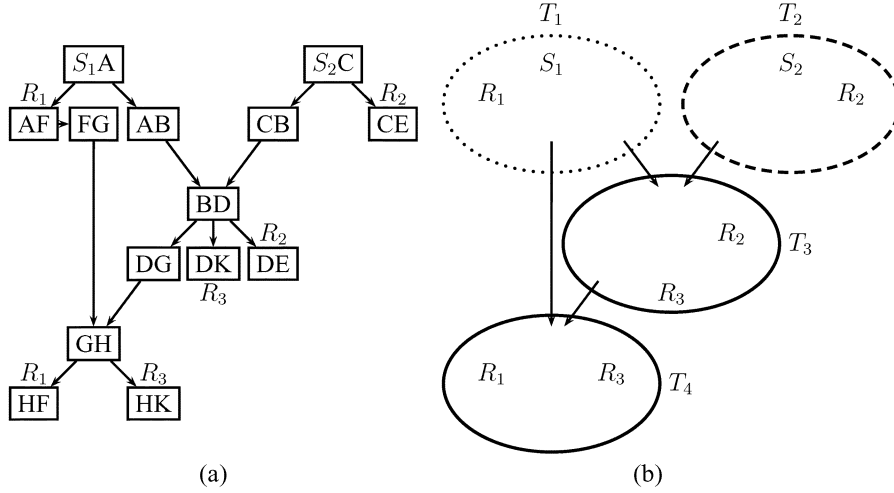 T₁ T₂
S₁A S₂C S₁ S₂
R₁ R₂ R₁ R₂
AF FG AB CB CE
BD
R₂ R₂ T₃
DG DK DE
R₃ R₃
GH
R₁ R₃ R₁ R₃ T₄
HF HK
(a) (b)